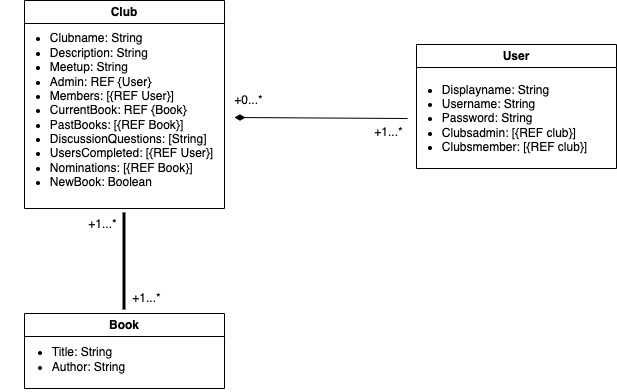 Club
Clubname: String
Description: String
Meetup: String
Admin: REF {User}
Members: [{REF User}]
CurrentBook: REF {Book}
PastBooks: [{REF Book}]
DiscussionQuestions: [String]
UsersCompleted: [{REF User}]
Nominations: [{REF Book}]
NewBook: Boolean
+0...*
+1...*
User
Displayname: String
Username: String
Password: String
Clubsadmin: [{REF club}]
Clubsmember: [{REF club}]
+1...*
+1...*
Book
Title: String
Author: String